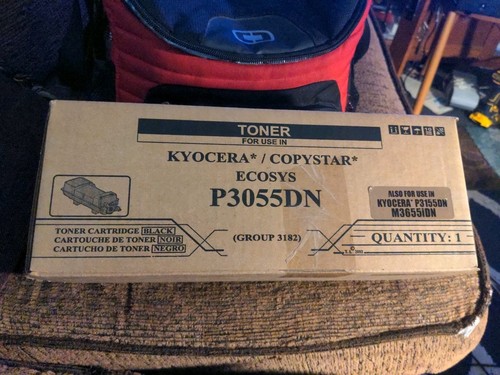 TONER
FOR USE IN
KYOCERA* / COPYSTAR*
ECOSYS
P3055DN
ALSO FOR USE IN
KYOCERA* P3155DN
M3655IDN
TONER CARTRIDGE BLACK
CARTOUCHE DE TONER NOIR
CARTUCHO DE TONER NEGRO
(GROUP 3182)
QUANTITY: 1